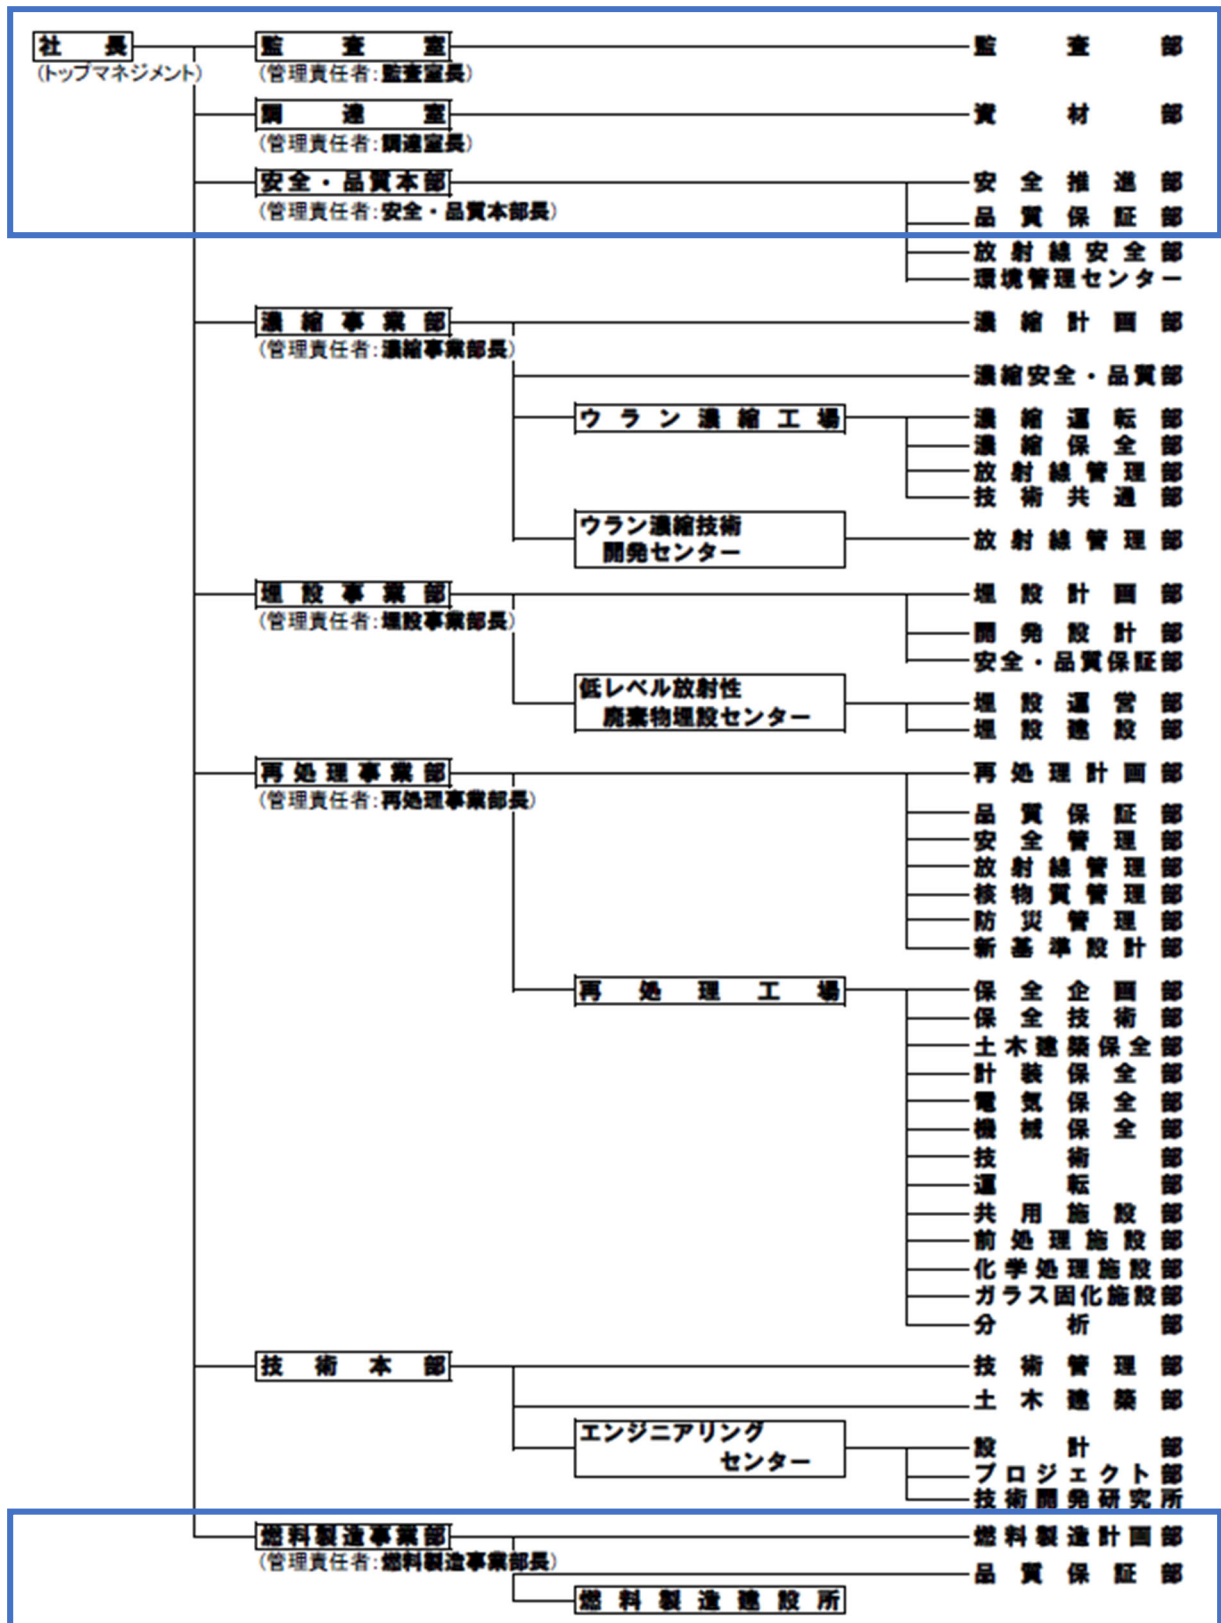 社長 監査室 監査部
(トップマネジメント) (管理責任者:監査室長)
調達室 資材部
(管理責任者:調達室長)
安全・品質本部 安全推進部
(管理責任者:安全・品質本部長) 品質保証部
放射線安全部
環境管理センター
濃縮事業部 濃縮計画部
(管理責任者:濃縮事業部長)
濃縮安全・品質部
ウラン濃縮工場 濃縮運転部
濃縮保全部
放射線管理部
技術共通部
ウラン濃縮技術
開発センター 放射線管理部
埋設事業部 埋設計画部
(管理責任者:埋設事業部長) 開発設計部
安全・品質保証部
低レベル放射性
廃棄物埋設センター 埋設運営部
埋設建設部
再処理事業部 再処理計画部
(管理責任者:再処理事業部長) 品質保証部
安全管理部
放射線管理部
核物質管理部
防災管理部
新基準設計部
再処理工場 保全企画部
保全技術部
土木建築保全部
計装保全部
電気保全部
機械保全部
技術部
運転部
共用施設部
前処理施設部
化学処理施設部
ガラス固化施設部
分析部
技術本部 技術管理部
土木建築部
エンジニアリング
センター 設計部
プロジェクト部
技術開発研究所
燃料製造事業部 燃料製造計画部
(管理責任者:燃料製造事業部長) 品質保証部
燃料製造建設所